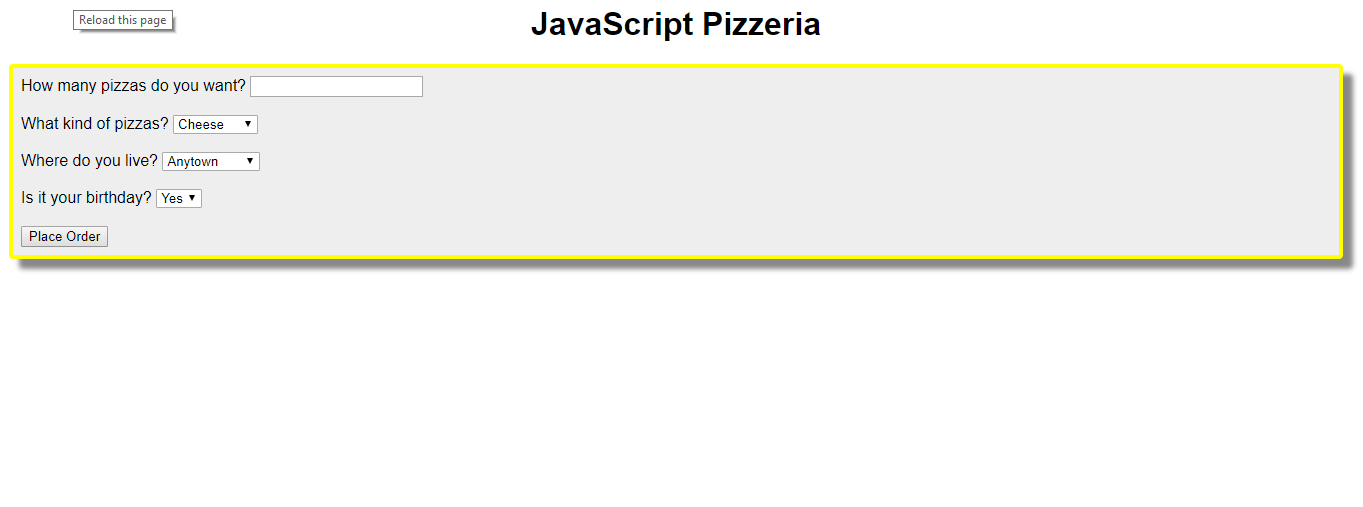 Reload this page
JavaScript Pizzeria
How many pizzas do you want?
What kind of pizzas? Cheese
Where do you live? Anytown
Is it your birthday? Yes
Place Order